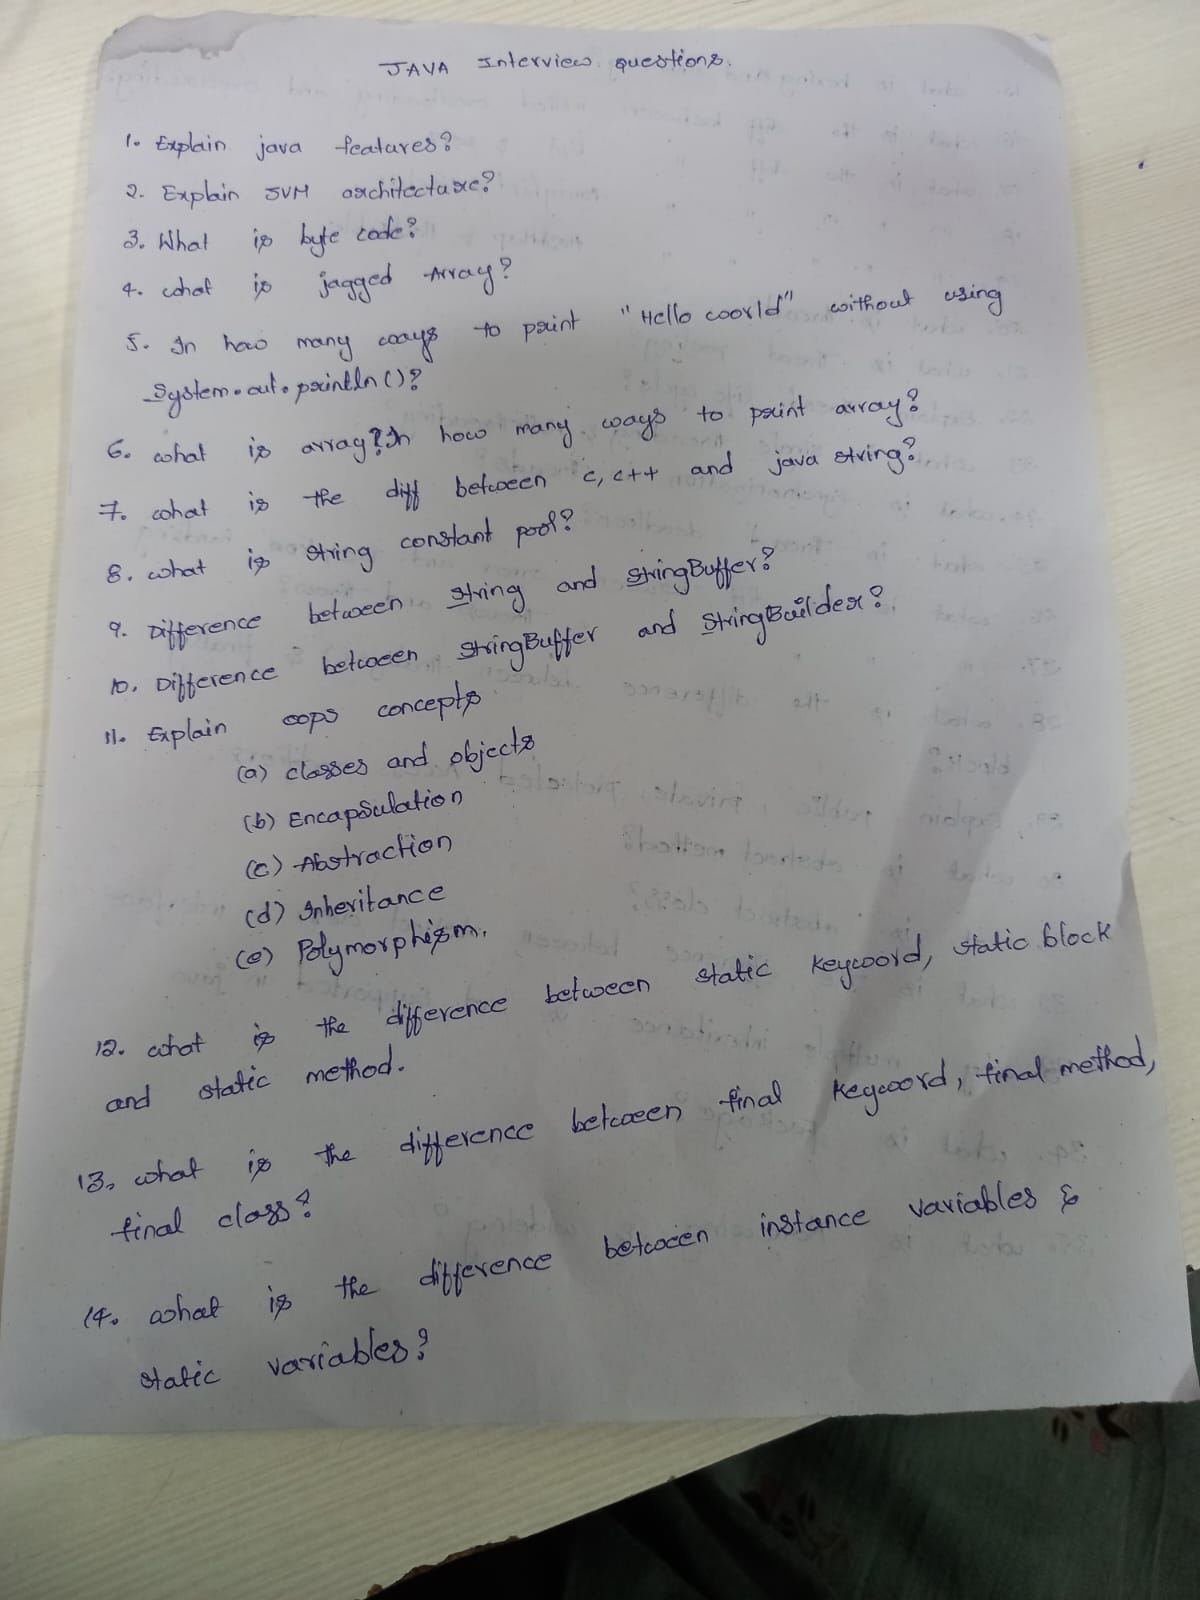 JAVA Interview questions.
1. Explain java features?
2. Explain JVM architecture?
3. What is byte code?
4. what is jagged Array?
5. In how many ways to print "Hello world" without using
System.out.println()?
6. what is array? In how many ways to print array?
7. what is the diff between c, c++ and java string?
8. what is string constant pool?
9. Difference between string and StringBuffer?
10. Difference between StringBuffer and StringBuilder?
11. Explain oops concepts
(a) classes and objects
(b) Encapsulation
(c) Abstraction
(d) Inheritance
(e) Polymorphism.
12. what is the difference between static keyword, static block
and static method.
13. what is the difference between final keyword, final method,
final class?
14. what is the difference between instance variables &
static variables?